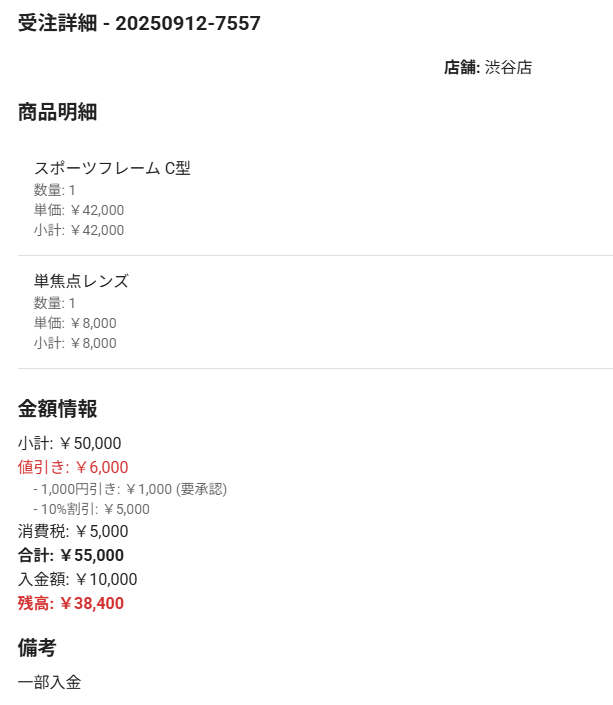 受注詳細 - 20250912-7557
店舗: 渋谷店
商品明細
スポーツフレーム C型
数量: 1
単価: ￥42,000
小計: ￥42,000
単焦点レンズ
数量: 1
単価: ￥8,000
小計: ￥8,000
金額情報
小計: ￥50,000
値引き: ￥6,000
- 1,000円引き: ￥1,000 (要承認)
- 10%割引: ￥5,000
消費税: ￥5,000
合計: ￥55,000
入金額: ￥10,000
残高: ￥38,400
備考
一部入金